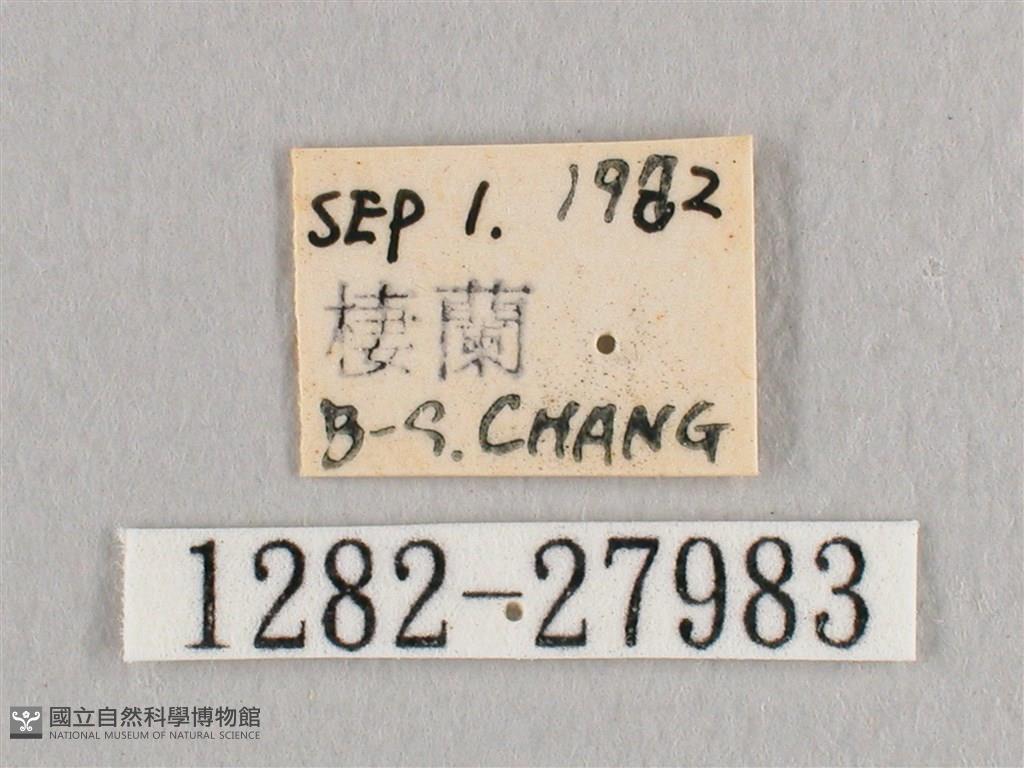 SEP 1. 1982
棲蘭
B-S. CHANG
1282-27983
國立自然科學博物館
NATIONAL MUSEUM OF NATURAL SCIENCE